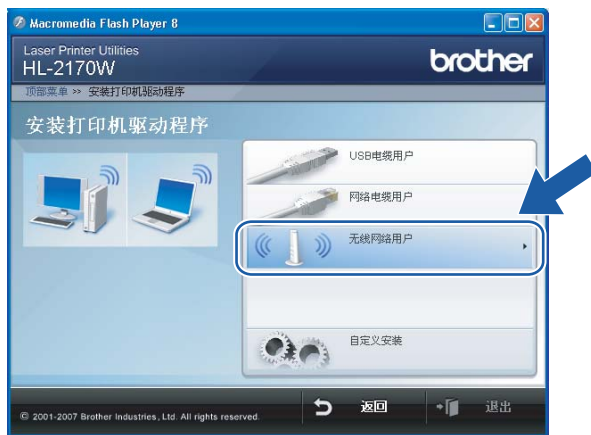 Macromedia Flash Player 8
Laser Printer Utilities
HL-2170W
brother
顶部菜单 >> 安装打印机驱动程序
安装打印机驱动程序
USB电缆用户
网络电缆用户
无线网络用户
自定义安装
© 2001-2007 Brother Industries, Ltd. All rights reserved.
返回
退出